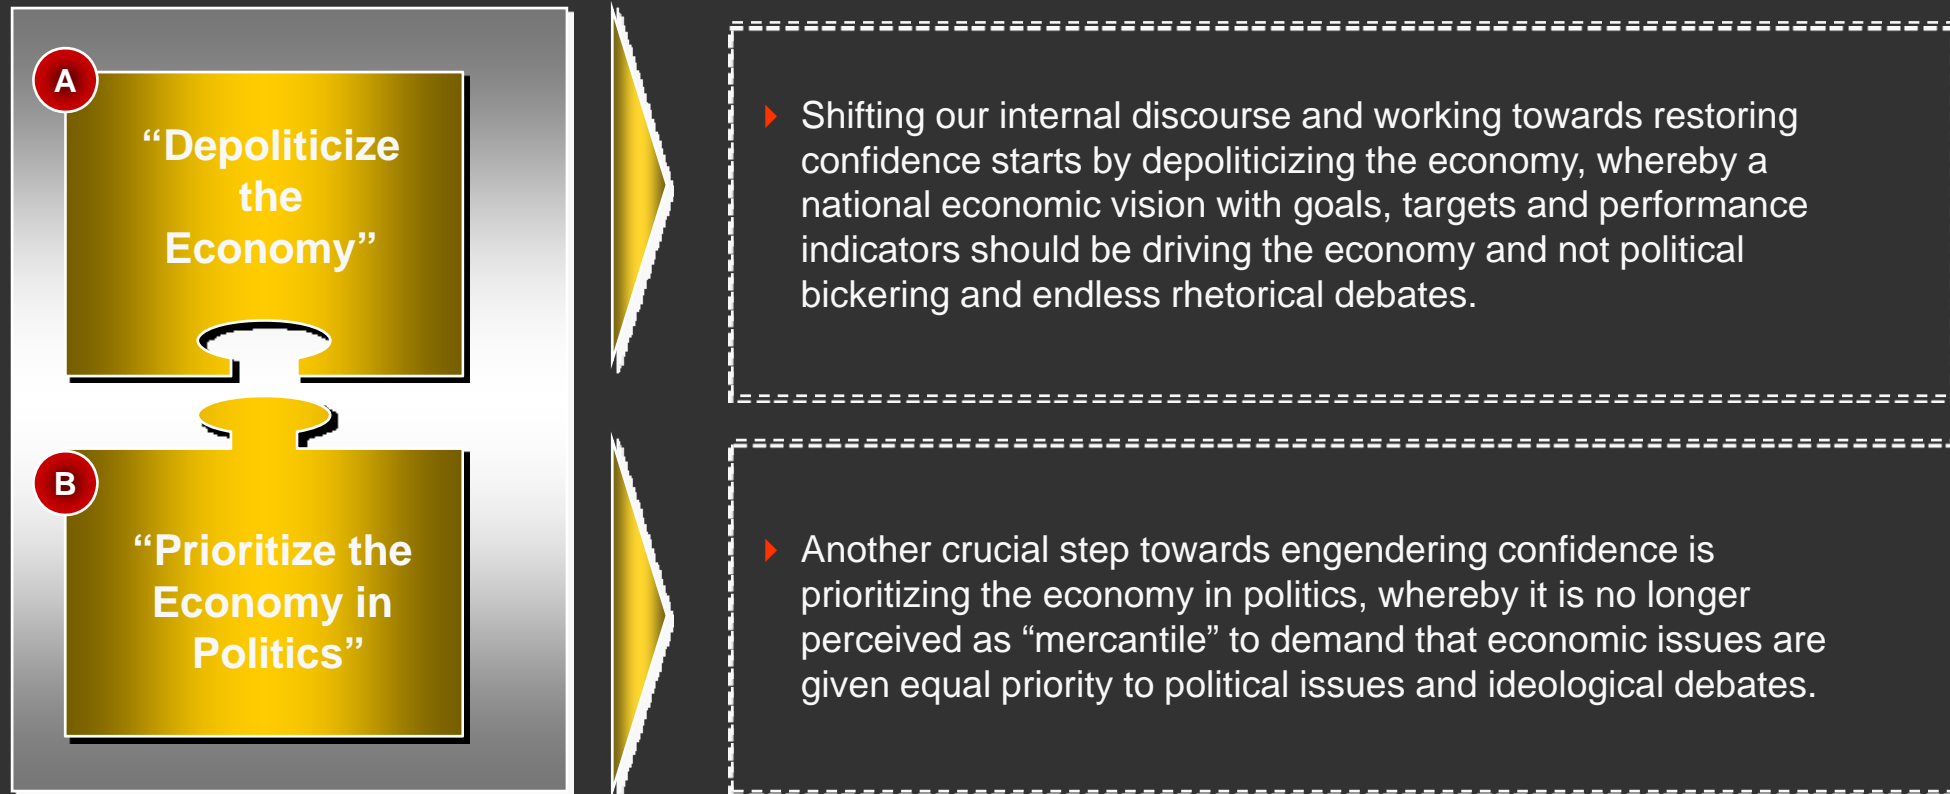 A
“Depoliticize
the
Economy”
Shifting our internal discourse and working towards restoring
confidence starts by depoliticizing the economy, whereby a
national economic vision with goals, targets and performance
indicators should be driving the economy and not political
bickering and endless rhetorical debates.
B
“Prioritize the
Economy in
Politics”
Another crucial step towards engendering confidence is
prioritizing the economy in politics, whereby it is no longer
perceived as “mercantile” to demand that economic issues are
given equal priority to political issues and ideological debates.